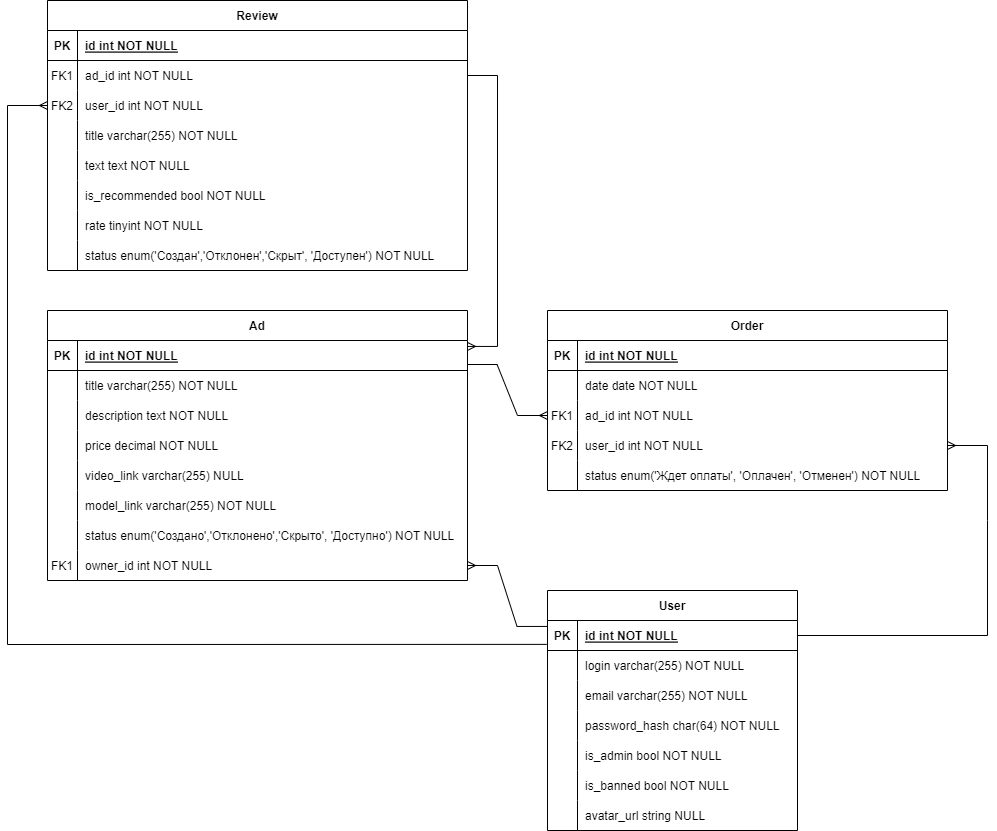 Review
PK id int NOT NULL
FK1 ad_id int NOT NULL
FK2 user_id int NOT NULL
title varchar(255) NOT NULL
text text NOT NULL
is_recommended bool NOT NULL
rate tinyint NOT NULL
status enum('Создан','Отклонен','Скрыт', 'Доступен') NOT NULL
Ad
PK id int NOT NULL
title varchar(255) NOT NULL
description text NOT NULL
price decimal NOT NULL
video_link varchar(255) NULL
model_link varchar(255) NOT NULL
status enum('Создано','Отклонено','Скрыто', 'Доступно') NOT NULL
FK1 owner_id int NOT NULL
Order
PK id int NOT NULL
date date NOT NULL
FK1 ad_id int NOT NULL
FK2 user_id int NOT NULL
status enum('Ждет оплаты', 'Оплачен', 'Отменен') NOT NULL
User
PK id int NOT NULL
login varchar(255) NOT NULL
email varchar(255) NOT NULL
password_hash char(64) NOT NULL
is_admin bool NOT NULL
is_banned bool NOT NULL
avatar_url string NULL